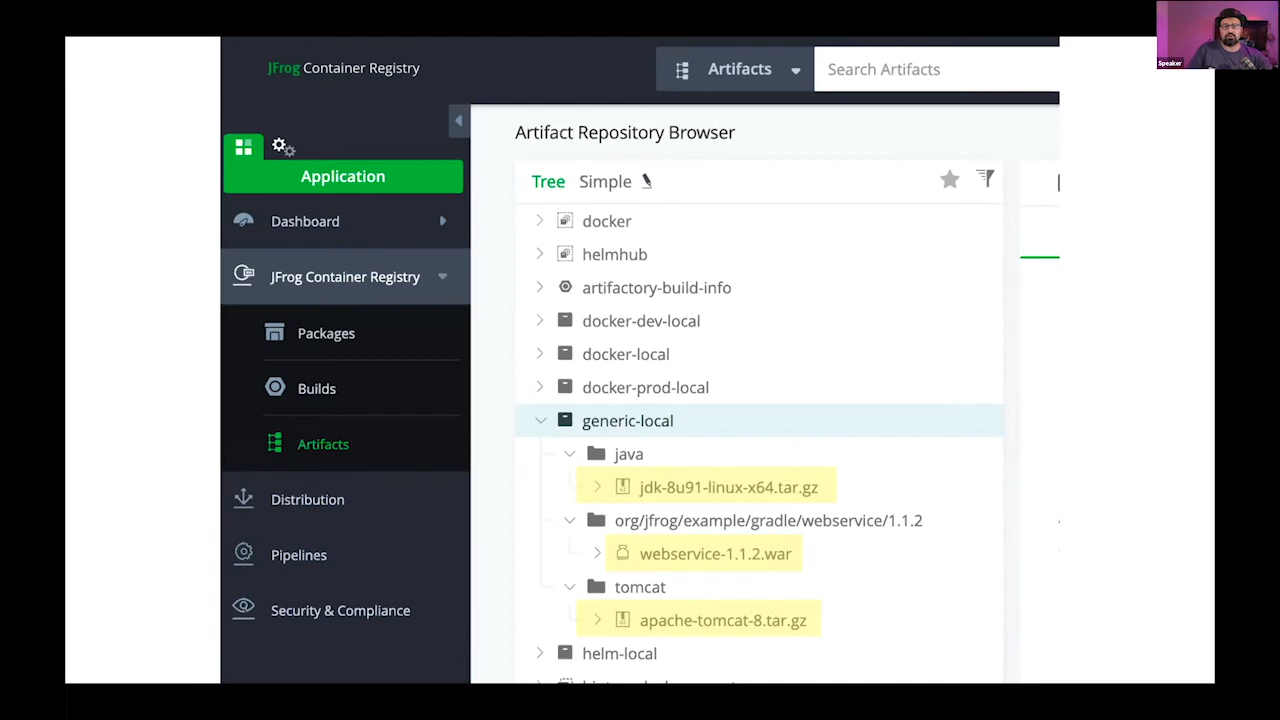 JFrog Container Registry
Artifacts
Search Artifacts
Speaker
Artifact Repository Browser
Application
Tree Simple
Dashboard
JFrog Container Registry
Packages
Builds
Artifacts
Distribution
Pipelines
Security & Compliance
docker
helmhub
artifactory-build-info
docker-dev-local
docker-local
docker-prod-local
generic-local
java
jdk-8u91-linux-x64.tar.gz
org/jfrog/example/gradle/webservice/1.1.2
webservice-1.1.2.war
tomcat
apache-tomcat-8.tar.gz
helm-local